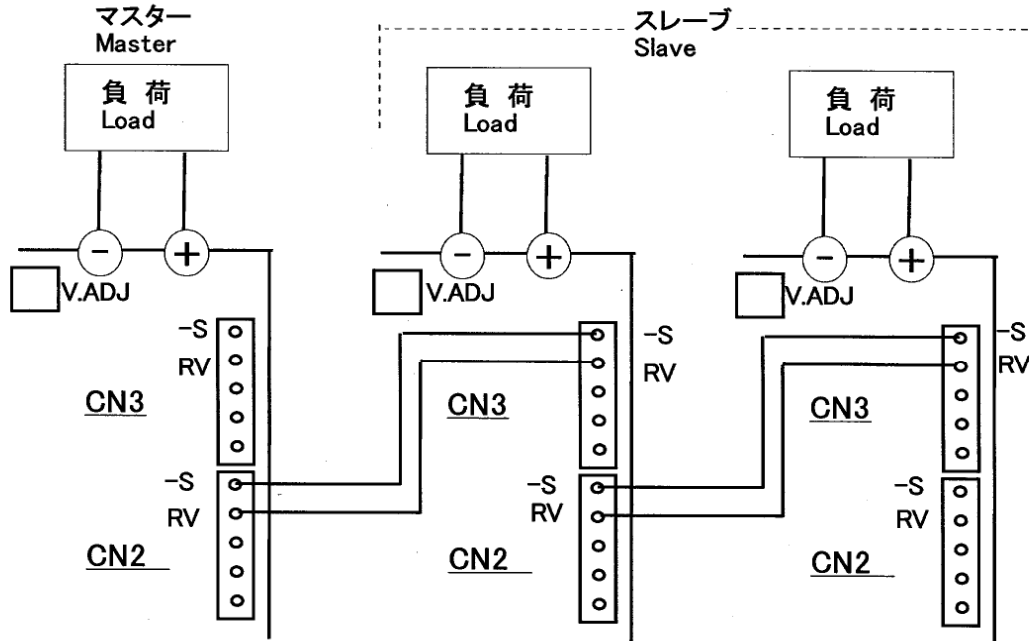 マスター
Master
スレーブ
Slave
負 荷
Load
負 荷
Load
負 荷
Load
-
+
-
+
-
+
V.ADJ
V.ADJ
V.ADJ
-S
RV
CN3
-S
RV
CN2
-S
RV
CN3
-S
RV
CN2
-S
RV
CN3
-S
RV
CN2